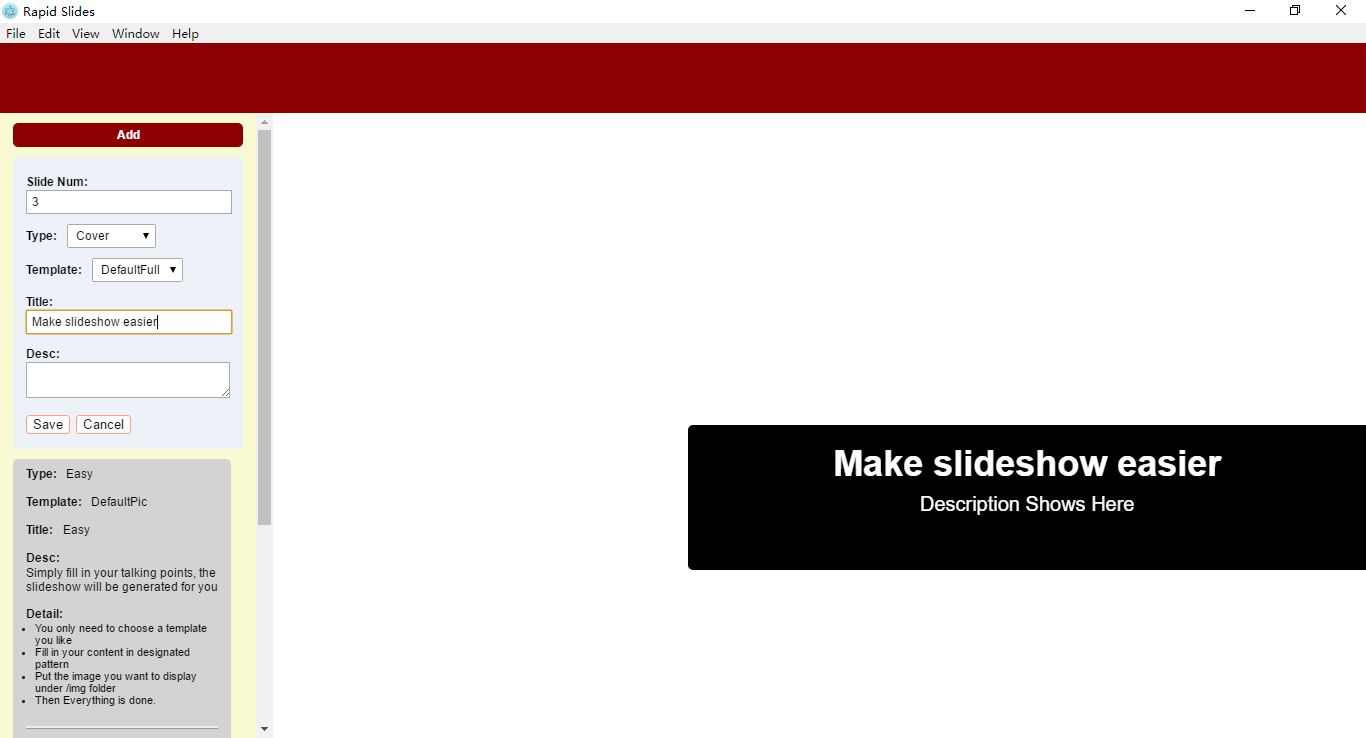 Rapid Slides
File Edit View Window Help
Add
Slide Num:
3
Type: Cover
Template: DefaultFull
Title:
Make slideshow easier
Desc:
Save Cancel
Type: Easy
Template: DefaultPic
Title: Easy
Desc:
Simply fill in your talking points, the
slideshow will be generated for you
Detail:
You only need to choose a template
you like
Fill in your content in designated
pattern
Put the image you want to display
under /img folder
Then Everything is done.
Make slideshow easier
Description Shows Here